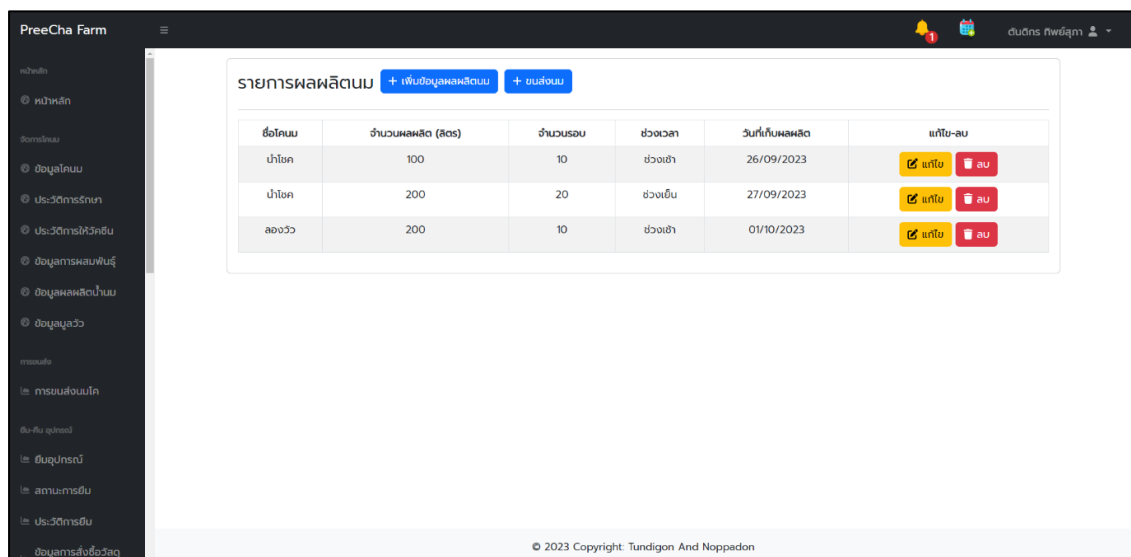 PreeCha Farm
1
ตันติกร ทิพย์สุภา
หน้าหลัก
หน้าหลัก
จัดการโคนม
ข้อมูลโคนม
ประวัติการรักษา
ประวัติการให้วัคซีน
ข้อมูลการผสมพันธุ์
ข้อมูลผลผลิตน้ำนม
ข้อมูลมูลวัว
การขนส่ง
การขนส่งนมโค
ยืม-คืน อุปกรณ์
ยืมอุปกรณ์
สถานะการยืม
ประวัติการยืม
ข้อมูลการสั่งซื้อวัสดุ
รายการผลผลิตนม + เพิ่มข้อมูลผลผลิตนม + ขนส่งนม
ชื่อโคนม จำนวนผลผลิต (ลิตร) จำนวนรอบ ช่วงเวลา วันที่เก็บผลผลิต แก้ไข-ลบ
นำโชค 100 10 ช่วงเช้า 26/09/2023 แก้ไข ลบ
นำโชค 200 20 ช่วงเย็น 27/09/2023 แก้ไข ลบ
ลองวัว 200 10 ช่วงเช้า 01/10/2023 แก้ไข ลบ
© 2023 Copyright: Tundigon And Noppadon